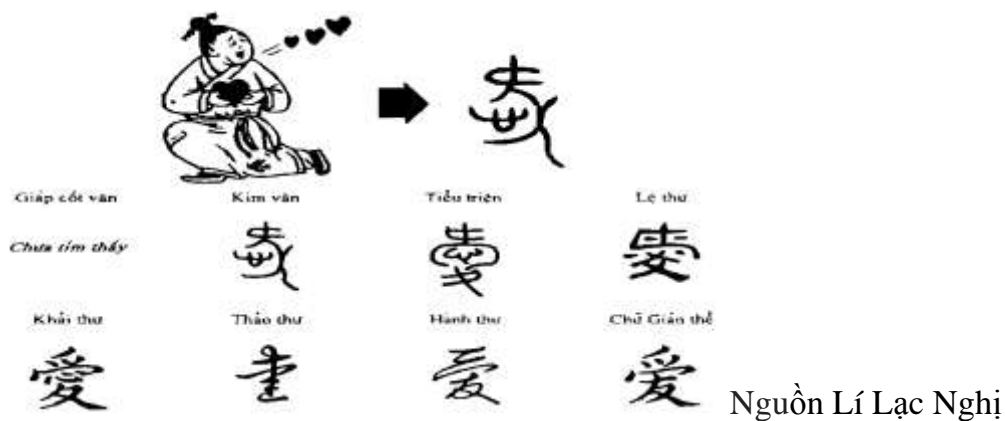 Giáp cốt văn Kim văn Tiểu triện Lệ thư
Chưa tìm thấy
Khải thư Thảo thư Hành thư Chữ Giản thể
愛 爱
Nguồn Lí Lạc Nghị